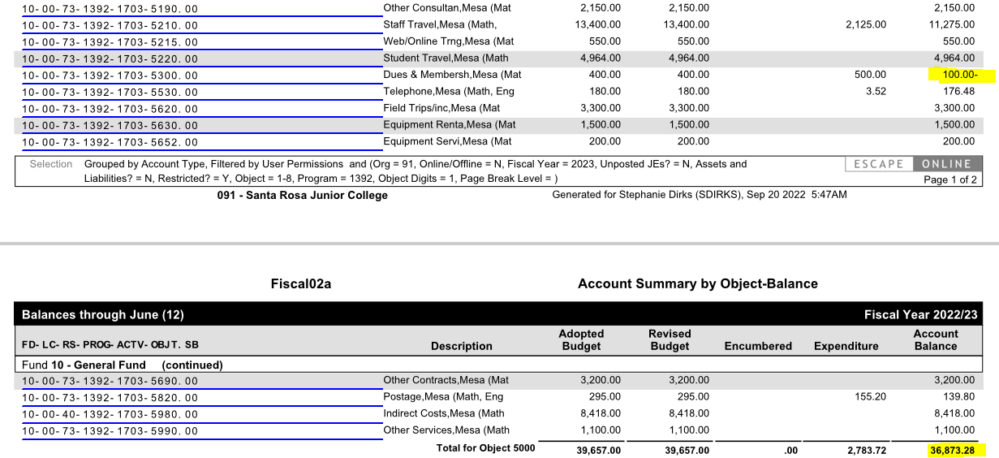 10- 00- 73- 1392- 1703- 5190. 00 Other Consultan,Mesa (Mat 2,150.00 2,150.00 2,150.00
10- 00- 73- 1392- 1703- 5210. 00 Staff Travel,Mesa (Math, 13,400.00 13,400.00 2,125.00 11,275.00
10- 00- 73- 1392- 1703- 5215. 00 Web/Online Trng,Mesa (Mat 550.00 550.00 550.00
10- 00- 73- 1392- 1703- 5220. 00 Student Travel,Mesa (Math 4,964.00 4,964.00 4,964.00
10- 00- 73- 1392- 1703- 5300. 00 Dues & Membersh,Mesa (Mat 400.00 400.00 500.00 100.00-
10- 00- 73- 1392- 1703- 5530. 00 Telephone,Mesa (Math, Eng 180.00 180.00 3.52 176.48
10- 00- 73- 1392- 1703- 5620. 00 Field Trips/inc,Mesa (Mat 3,300.00 3,300.00 3,300.00
10- 00- 73- 1392- 1703- 5630. 00 Equipment Renta,Mesa (Mat 1,500.00 1,500.00 1,500.00
10- 00- 73- 1392- 1703- 5652. 00 Equipment Servi,Mesa (Mat 200.00 200.00 200.00
Selection Grouped by Account Type, Filtered by User Permissions and (Org = 91, Online/Offline = N, Fiscal Year = 2023, Unposted JEs? = N, Assets and ESCAPE ONLINE
Liabilities? = N, Restricted? = Y, Object = 1-8, Program = 1392, Object Digits = 1, Page Break Level = ) Page 1 of 2
091 - Santa Rosa Junior College Generated for Stephanie Dirks (SDIRKS), Sep 20 2022 5:47AM
Fiscal02a Account Summary by Object-Balance
Balances through June (12) Fiscal Year 2022/23
Adopted Revised Account
FD- LC- RS- PROG- ACTV- OBJT. SB Description Budget Budget Encumbered Expenditure Balance
Fund 10 - General Fund (continued)
10- 00- 73- 1392- 1703- 5690. 00 Other Contracts,Mesa (Mat 3,200.00 3,200.00 3,200.00
10- 00- 73- 1392- 1703- 5820. 00 Postage,Mesa (Math, Eng 295.00 295.00 155.20 139.80
10- 00- 40- 1392- 1703- 5980. 00 Indirect Costs,Mesa (Math 8,418.00 8,418.00 8,418.00
10- 00- 73- 1392- 1703- 5990. 00 Other Services,Mesa (Math 1,100.00 1,100.00 1,100.00
Total for Object 5000 39,657.00 39,657.00 .00 2,783.72 36,873.28